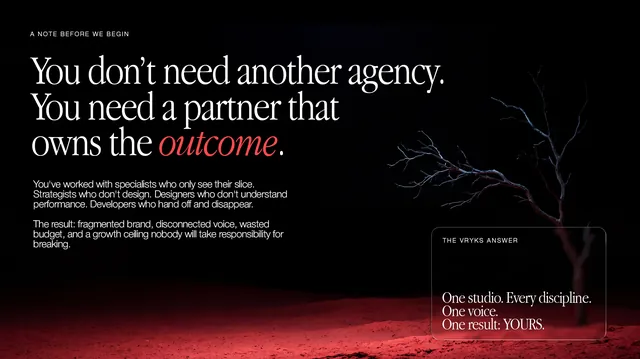 A NOTE BEFORE WE BEGIN
You don't need another agency.
You need a partner that
owns the outcome.
You've worked with specialists who only see their slice.
Strategists who don't design. Designers who don't understand
performance. Developers who hand off and disappear.
The result: fragmented brand, disconnected voice, wasted
budget, and a growth ceiling nobody will take responsibility for
breaking.
THE VRYKS ANSWER
One studio. Every discipline.
One voice.
One result: YOURS.